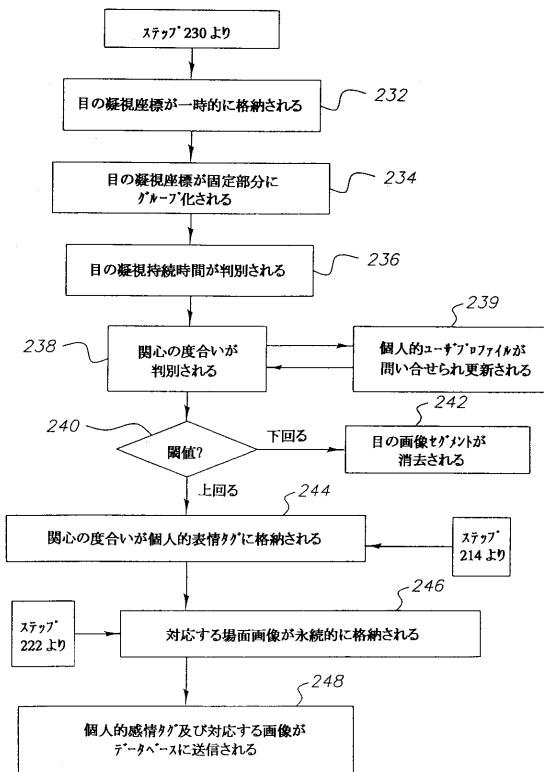 ステップ230より
目の凝視座標が一時的に格納される
232
目の凝視座標が固定部分に
グループ化される
234
目の凝視持続時間が判別される
236
238
関心の度合いが
判別される
239
個人的ユーザプロファイルが
問い合せられ更新される
240
閾値?
下回る
242
目の画像セグメントが
消去される
上回る
244
関心の度合いが個人的表情タグに格納される
ステップ
214より
246
ステップ
222より
対応する場面画像が永続的に格納される
248
個人的感情タグ及び対応する画像が
データベースに送信される